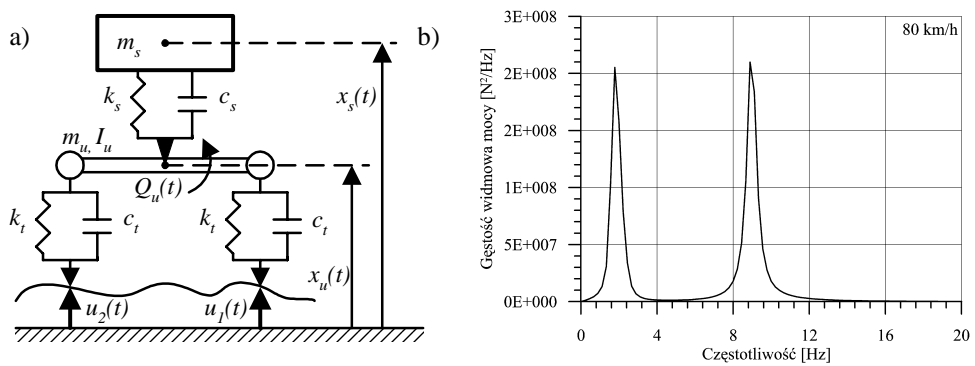 a)
m_s
k_s
c_s
x_s(t)
m_u, I_u
Q_u(t)
k_t
c_t
k_t
c_t
x_u(t)
u_2(t)
u_1(t)
b)
80 km/h
Gęstość widmowa mocy [N²/Hz]
3E+008
2E+008
2E+008
1E+008
5E+007
0E+000
0 4 8 12 16 20
Częstotliwość [Hz]